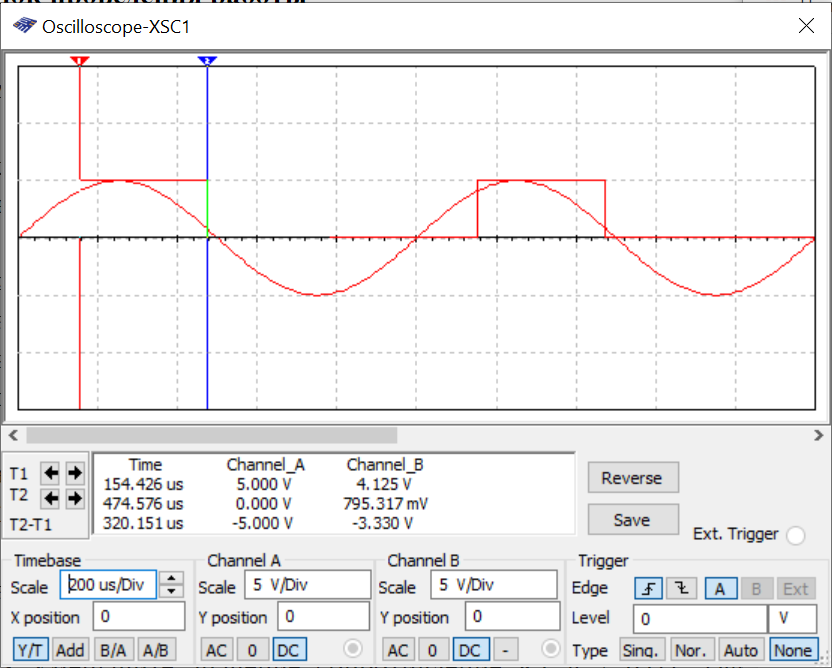 Oscilloscope-XSC1
1
2
Time Channel_A Channel_B
T1 154.426 us 5.000 V 4.125 V
T2 474.576 us 0.000 V 795.317 mV
T2-T1 320.151 us -5.000 V -3.330 V
Reverse
Save
Ext. Trigger
Timebase Channel A Channel B Trigger
Scale 200 us/Div Scale 5 V/Div Scale 5 V/Div Edge A B Ext
X position 0 Y position 0 Y position 0 Level 0 V
Y/T Add B/A A/B AC 0 DC AC 0 DC - Type Sing. Nor. Auto None